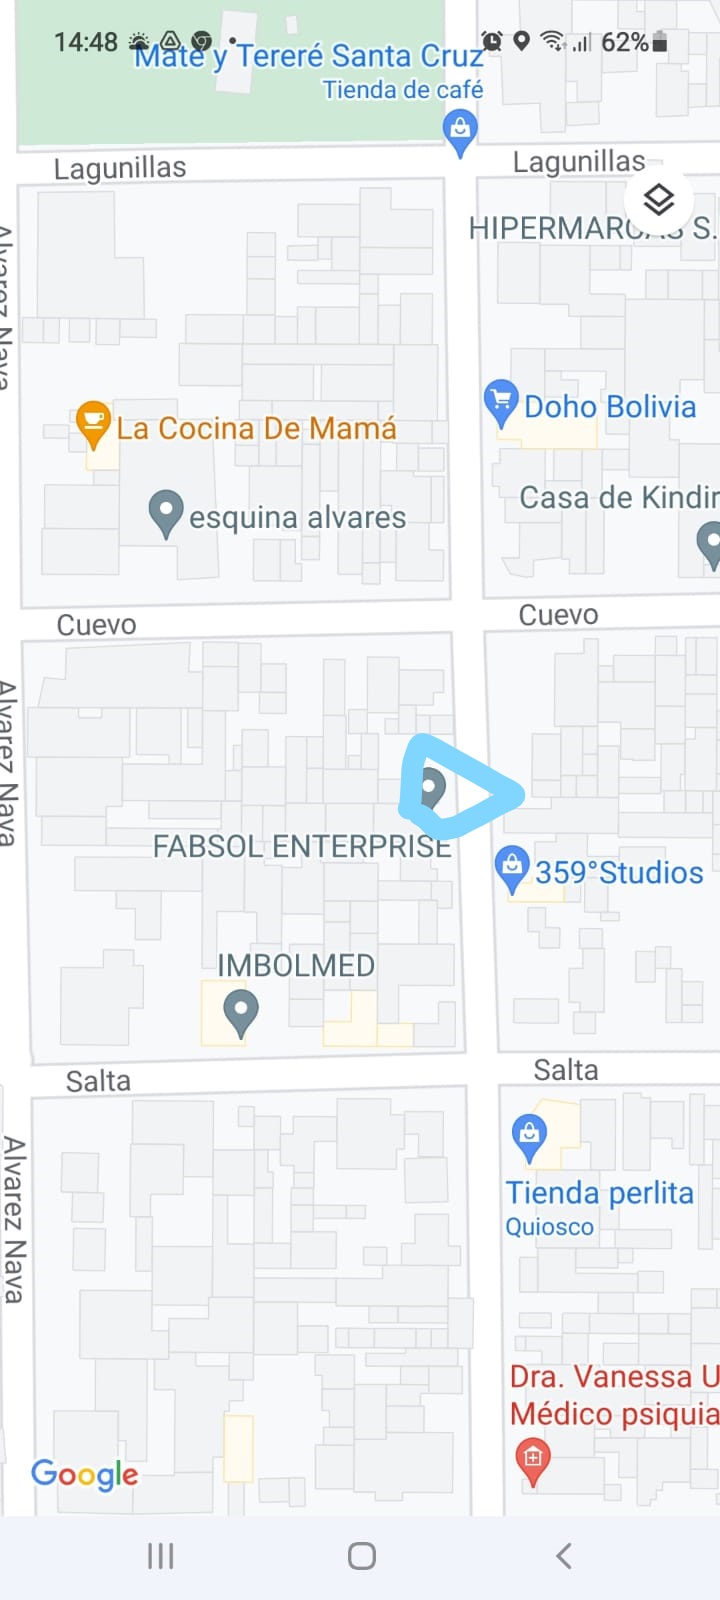 14:48
62%
Mate y Tereré Santa Cruz
Tienda de café
Lagunillas
Lagunillas
HIPERMARCAS S.
Alvarez Nava
Doho Bolivia
La Cocina De Mamá
Casa de Kindir
esquina alvares
Cuevo
Cuevo
Alvarez Nava
FABSOL ENTERPRISE
359°Studios
IMBOLMED
Salta
Salta
Alvarez Nava
Tienda perlita
Quiosco
Dra. Vanessa U
Médico psiquia
Google